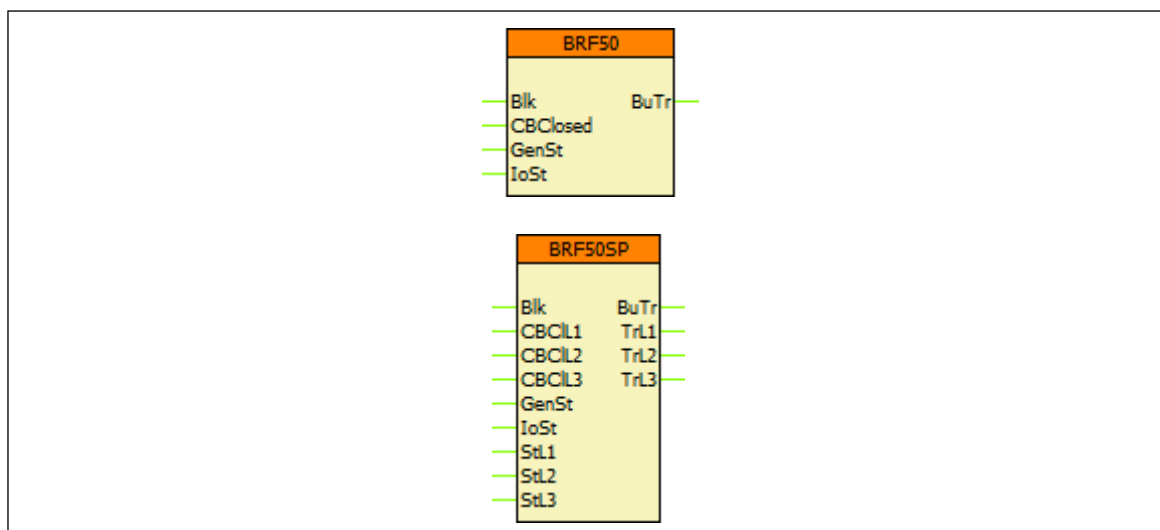 BRF50
Blk BuTr
CBClosed
GenSt
IoSt
BRF50SP
Blk BuTr
CBClL1 TrL1
CBClL2 TrL2
CBClL3 TrL3
GenSt
IoSt
StL1
StL2
StL3